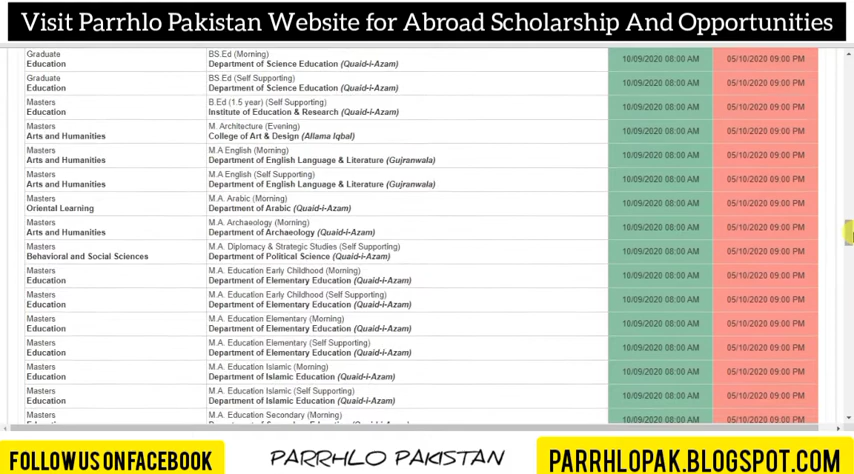 Visit Parrhlo Pakistan Website for Abroad Scholarship And Opportunities
Graduate BS.Ed (Morning)
Education Department of Science Education (Quaid-i-Azam) 10/09/2020 08:00 AM 05/10/2020 09:00 PM
Graduate BS.Ed (Self Supporting)
Education Department of Science Education (Quaid-i-Azam) 10/09/2020 08:00 AM 05/10/2020 09:00 PM
Masters B.Ed (1.5 year) (Self Supporting)
Education Institute of Education & Research (Quaid-i-Azam) 10/09/2020 08:00 AM 05/10/2020 09:00 PM
Masters M. Architecture (Evening)
Arts and Humanities College of Art & Design (Allama Iqbal) 10/09/2020 08:00 AM 05/10/2020 09:00 PM
Masters M.A English (Morning)
Arts and Humanities Department of English Language & Literature (Gujranwala) 10/09/2020 08:00 AM 05/10/2020 09:00 PM
Masters M.A English (Self Supporting)
Arts and Humanities Department of English Language & Literature (Gujranwala) 10/09/2020 08:00 AM 05/10/2020 09:00 PM
Masters M.A. Arabic (Morning)
Oriental Learning Department of Arabic (Quaid-i-Azam) 10/09/2020 08:00 AM 05/10/2020 09:00 PM
Masters M.A. Archaeology (Morning)
Arts and Humanities Department of Archaeology (Quaid-i-Azam) 10/09/2020 08:00 AM 05/10/2020 09:00 PM
Masters M.A. Diplomacy & Strategic Studies (Self Supporting)
Behavioral and Social Sciences Department of Political Science (Quaid-i-Azam) 10/09/2020 08:00 AM 05/10/2020 09:00 PM
Masters M.A. Education Early Childhood (Morning)
Education Department of Elementary Education (Quaid-i-Azam) 10/09/2020 08:00 AM 05/10/2020 09:00 PM
Masters M.A. Education Early Childhood (Self Supporting)
Education Department of Elementary Education (Quaid-i-Azam) 10/09/2020 08:00 AM 05/10/2020 09:00 PM
Masters M.A. Education Elementary (Morning)
Education Department of Elementary Education (Quaid-i-Azam) 10/09/2020 08:00 AM 05/10/2020 09:00 PM
Masters M.A. Education Elementary (Self Supporting)
Education Department of Elementary Education (Quaid-i-Azam) 10/09/2020 08:00 AM 05/10/2020 09:00 PM
Masters M.A. Education Islamic (Morning)
Education Department of Islamic Education (Quaid-i-Azam) 10/09/2020 08:00 AM 05/10/2020 09:00 PM
Masters M.A. Education Islamic (Self Supporting)
Education Department of Islamic Education (Quaid-i-Azam) 10/09/2020 08:00 AM 05/10/2020 09:00 PM
Masters M.A. Education Secondary (Morning) 10/09/2020 08:00 AM 05/10/2020 09:00 PM
FOLLOW US ON FACEBOOK PARRHLO PAKISTAN PARRHLOPAK.BLOGSPOT.COM